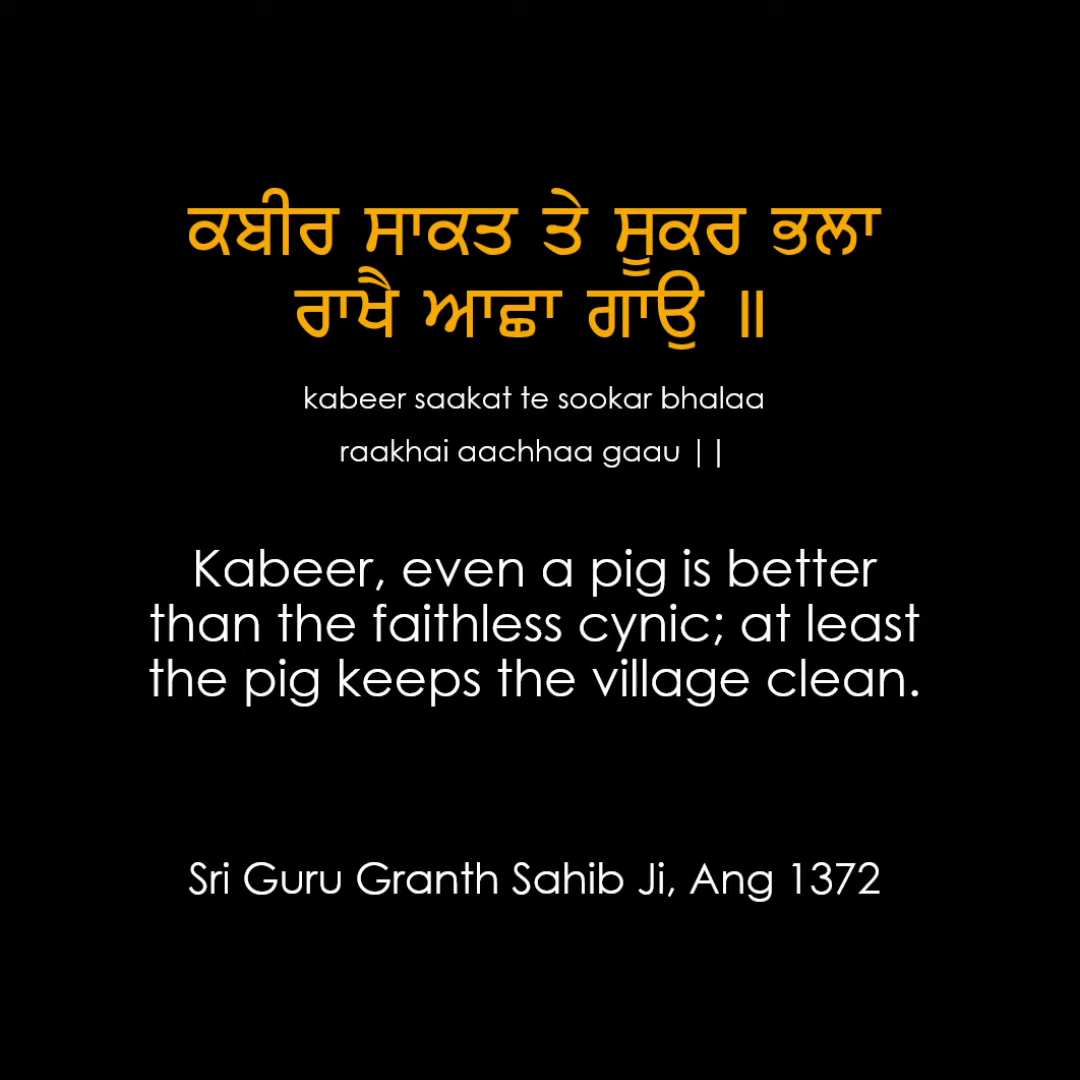 ਕਬੀਰ ਸਾਕਤ ਤੇ ਸੂਕਰ ਭਲਾ
ਰਾਖੈ ਆਛਾ ਗਾਉ ॥
kabeer saakat te sookar bhalaa
raakhai aachhaa gaau ||
Kabeer, even a pig is better
than the faithless cynic; at least
the pig keeps the village clean.
Sri Guru Granth Sahib Ji, Ang 1372